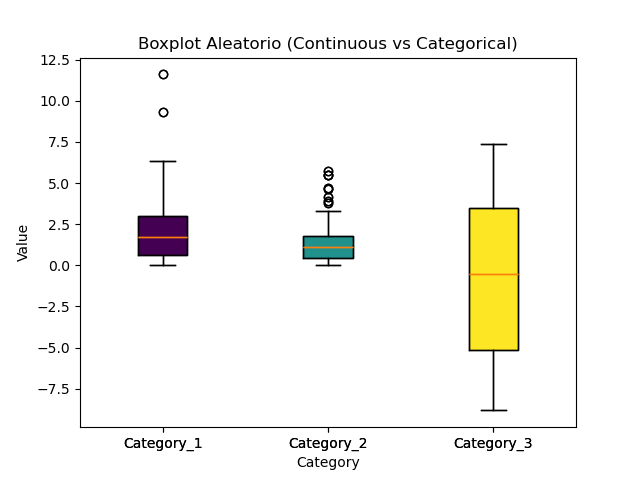 Boxplot Aleatorio (Continuous vs Categorical)
12.5
10.0
7.5
5.0
2.5
0.0
−2.5
−5.0
−7.5
Value
Category_1 Category_2 Category_3
Category